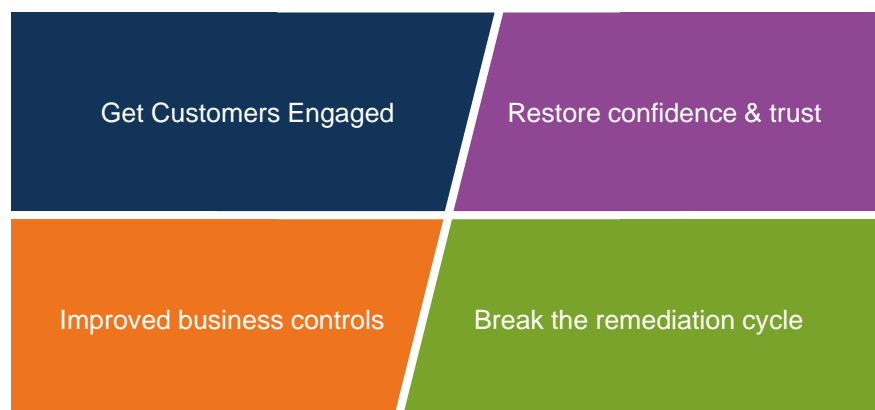 Get Customers Engaged
Restore confidence & trust
Improved business controls
Break the remediation cycle